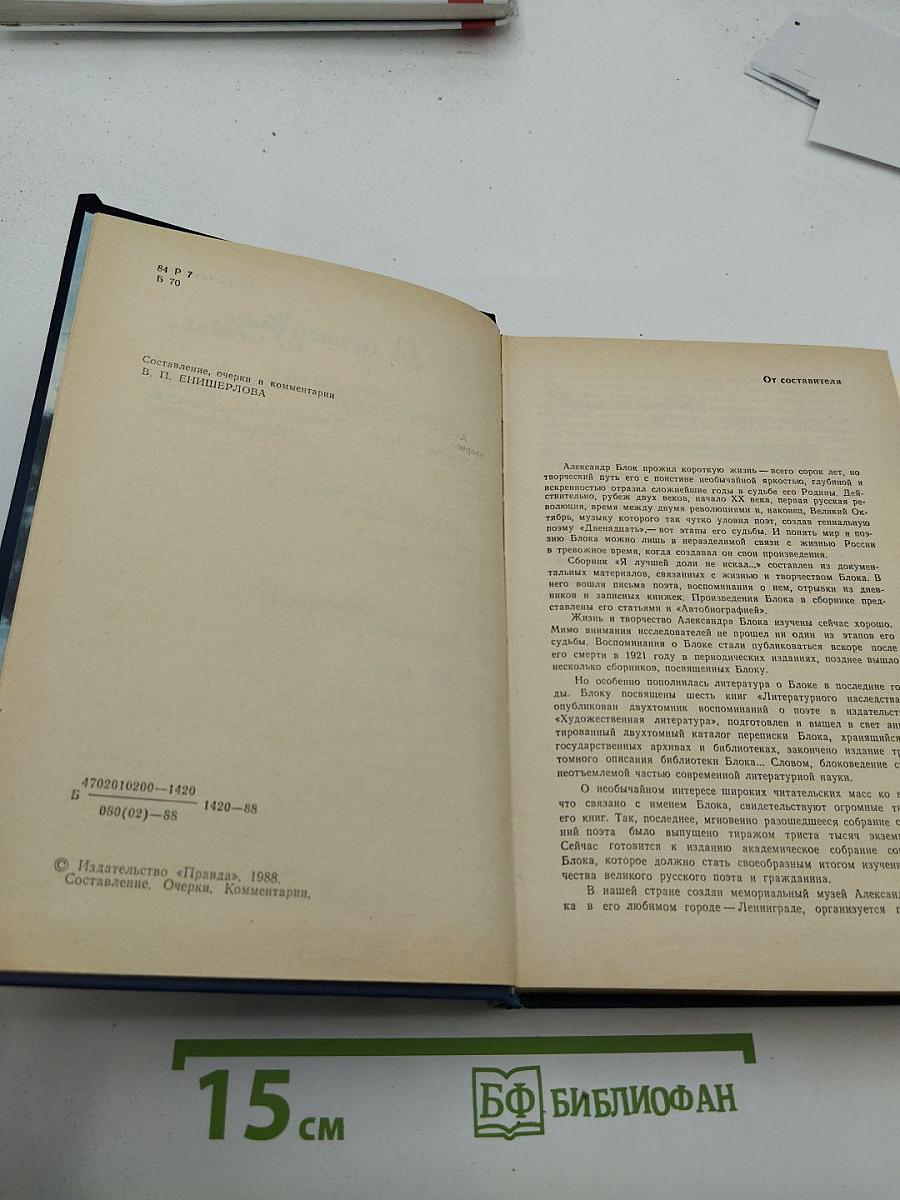 84 Р 7
Б 70
Составление, очерки и комментарии
В. П. ЕНИШЕРЛОВА
4702010200—1420
Б
080(02)—88
1420—88
© Издательство «Правда», 1988.
Составление. Очерки. Комментарии.
От составителя
Александр Блок прожил короткую жизнь — всего сорок лет, но
творческий путь его с поистине необычайной яркостью, глубиной и
искренностью отразил сложнейшие годы в судьбе его Родины. Дей-
ствительно, рубеж двух веков, начало XX века, первая русская ре-
волюция, время между двумя революциями и, наконец, Великий Ок-
тябрь, музыку которого так чутко уловил поэт, создав гениальную
поэму «Двенадцать»,— вот этапы его судьбы. И понять мир и поэ-
зию Блока можно лишь в неразделимой связи с жизнью России
в тревожное время, когда создавал он свои произведения.
Сборник «Я лучшей доли не искал...» составлен из докумен-
тальных материалов, связанных с жизнью и творчеством Блока. В
него вошли письма поэта, воспоминания о нем, отрывки из днев-
ников и записных книжек. Произведения Блока в сборнике пред-
ставлены его статьями и «Автобиографией».
Жизнь и творчество Александра Блока изучены сейчас хорошо.
Мимо внимания исследователей не прошел ни один из этапов его
судьбы. Воспоминания о Блоке стали публиковаться вскоре после
его смерти в 1921 году в периодических изданиях, позднее вышло
несколько сборников, посвященных Блоку.
Но особенно пополнилась литература о Блоке в последние го-
ды. Блоку посвящены шесть книг «Литературного наследства
опубликован двухтомник воспоминаний о поэте в издательст
«Художественная литература», подготовлен и вышел в свет анн
тированный двухтомный каталог переписки Блока, хранящийся
государственных архивах и библиотеках, закончено издание тр
томного описания библиотеки Блока... Словом, блоковедение ст
неотъемлемой частью современной литературной науки.
О необычайном интересе широких читательских масс ко в
что связано с именем Блока, свидетельствуют огромные ти
его книг. Так, последнее, мгновенно разошедшееся собрание с
ний поэта было выпущено тиражом триста тысяч экземп
Сейчас готовится к изданию академическое собрание соч
Блока, которое должно стать своеобразным итогом изучени
чества великого русского поэта и гражданина.
В нашей стране создан мемориальный музей Александ
ка в его любимом городе — Ленинграде, организуется г
15 см
БФ БИБЛИОФАН